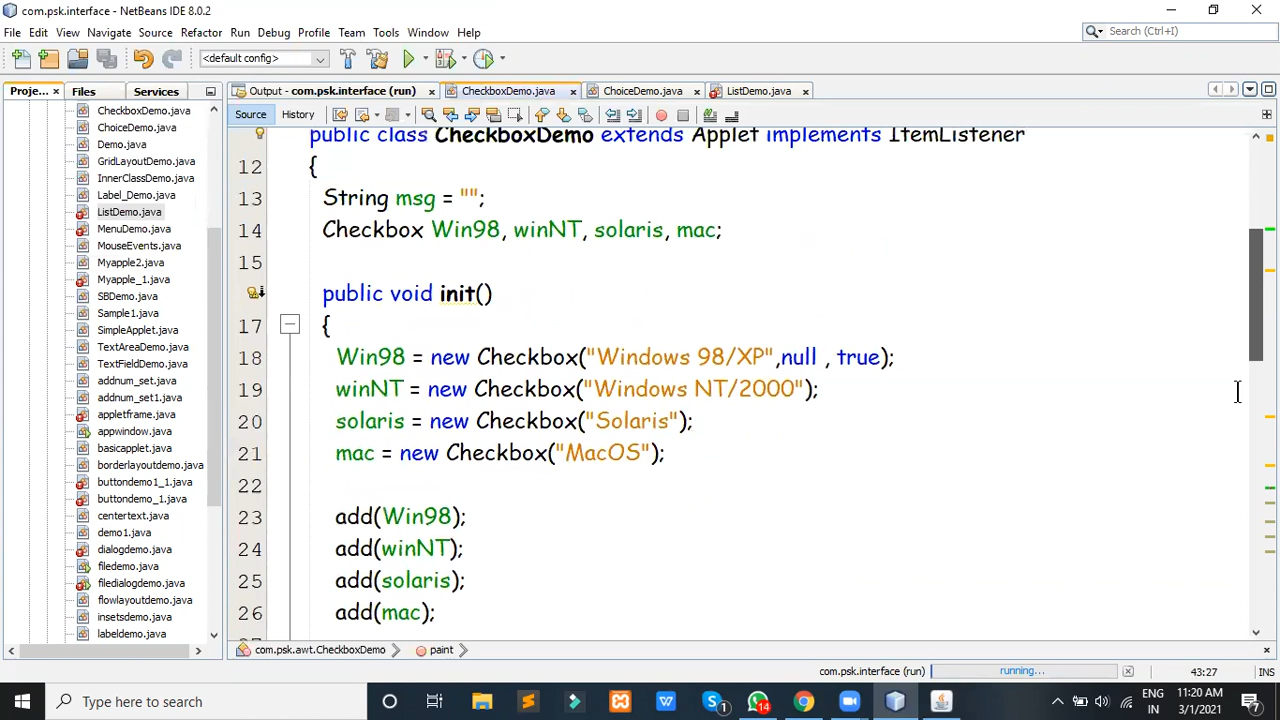 com.psk.interface - NetBeans IDE 8.0.2
File Edit View Navigate Source Refactor Run Debug Profile Team Tools Window Help
Search (Ctrl+I)
<default config>
Proje... Files Services
Output - com.psk.interface (run) CheckboxDemo.java ChoiceDemo.java ListDemo.java
Source History
CheckboxDemo.java
ChoiceDemo.java
Demo.java
GridLayoutDemo.java
InnerClassDemo.java
Label_Demo.java
ListDemo.java
MenuDemo.java
MouseEvents.java
Myapple2.java
Myapple_1.java
SBDemo.java
Sample1.java
SimpleApplet.java
TextAreaDemo.java
TextFieldDemo.java
addnum_set.java
addnum_set1.java
appletframe.java
appwindow.java
basicapplet.java
borderlayoutdemo.java
buttondemo1_1.java
buttondemo_1.java
centertext.java
demo1.java
dialogdemo.java
filedemo.java
filedialogdemo.java
flowlayoutdemo.java
insetsdemo.java
labeldemo.java
public class CheckboxDemo extends Applet implements ItemListener
12 {
13 String msg = "";
14 Checkbox Win98, winNT, solaris, mac;
15
public void init()
17 {
18 Win98 = new Checkbox("Windows 98/XP",null , true);
19 winNT = new Checkbox("Windows NT/2000");
20 solaris = new Checkbox("Solaris");
21 mac = new Checkbox("MacOS");
22
23 add(Win98);
24 add(winNT);
25 add(solaris);
26 add(mac);
com.psk.awt.CheckboxDemo paint
com.psk.interface (run) running... 43:27 INS
Type here to search
1
14
ENG
IN
11:20 AM
3/1/2021
7